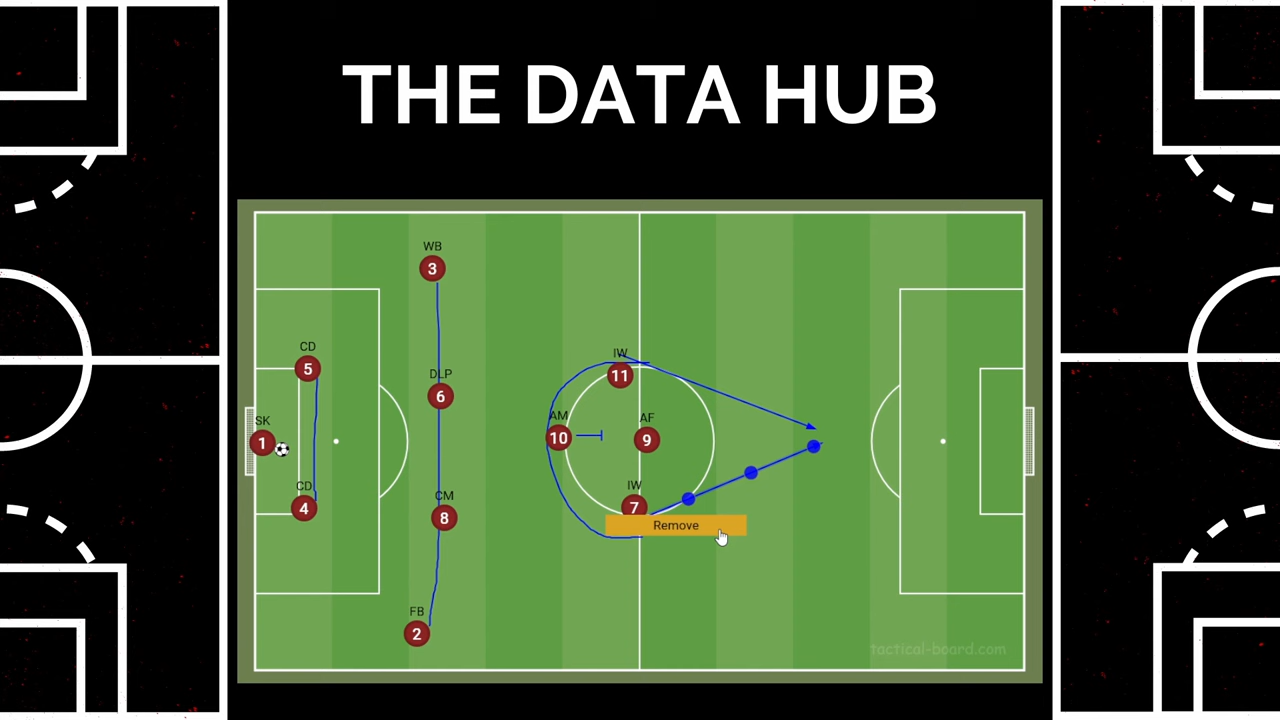 THE DATA HUB
WB
3
CD
5
IW
11
DLP
6
AM
10
AF
9
SK
1
CD
4
IW
7
CM
8
Remove
FB
2
tactical-board.com